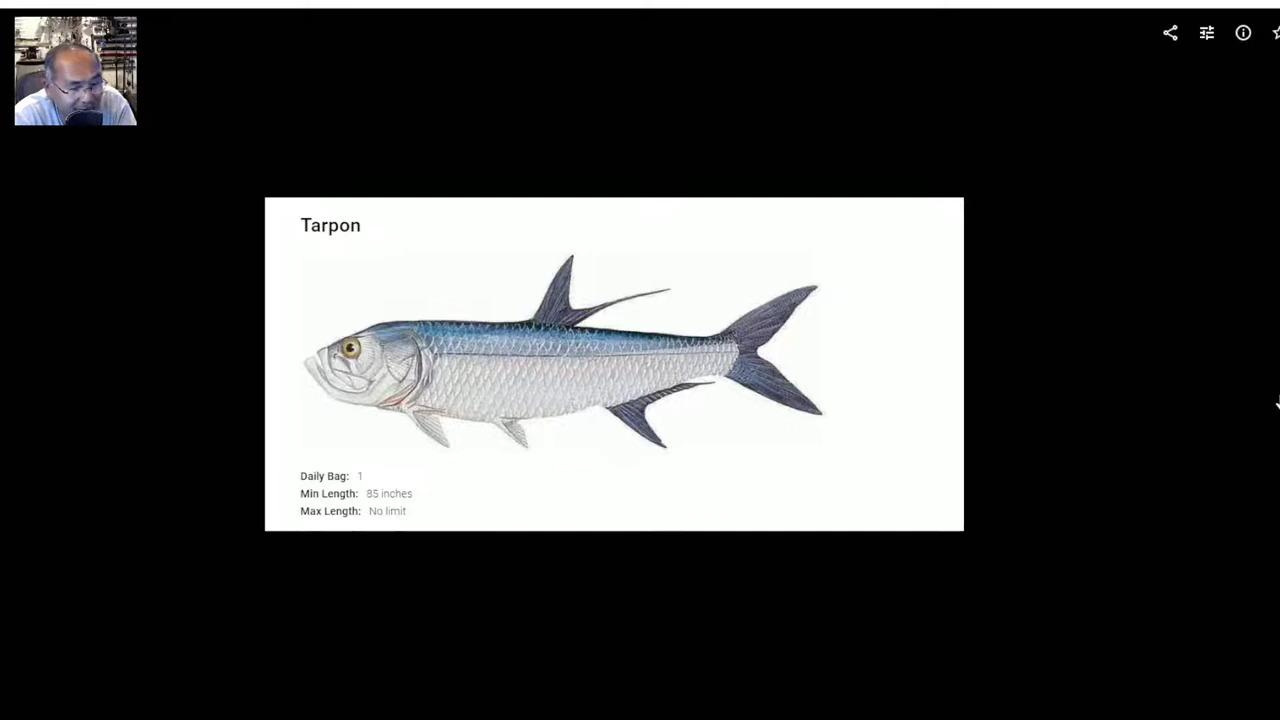 Tarpon
Daily Bag: 1
Min Length: 85 inches
Max Length: No limit